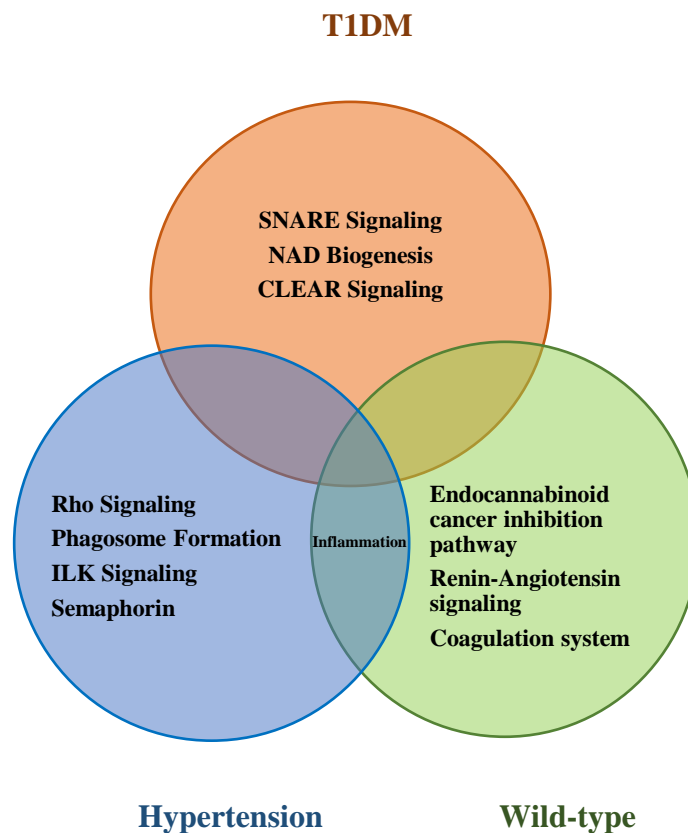 T1DM
SNARE Signaling
NAD Biogenesis
CLEAR Signaling
Rho Signaling
Phagosome Formation
ILK Signaling
Semaphorin
Inflammation
Endocannabinoid
cancer inhibition
pathway
Renin-Angiotensin
signaling
Coagulation system
Hypertension
Wild-type